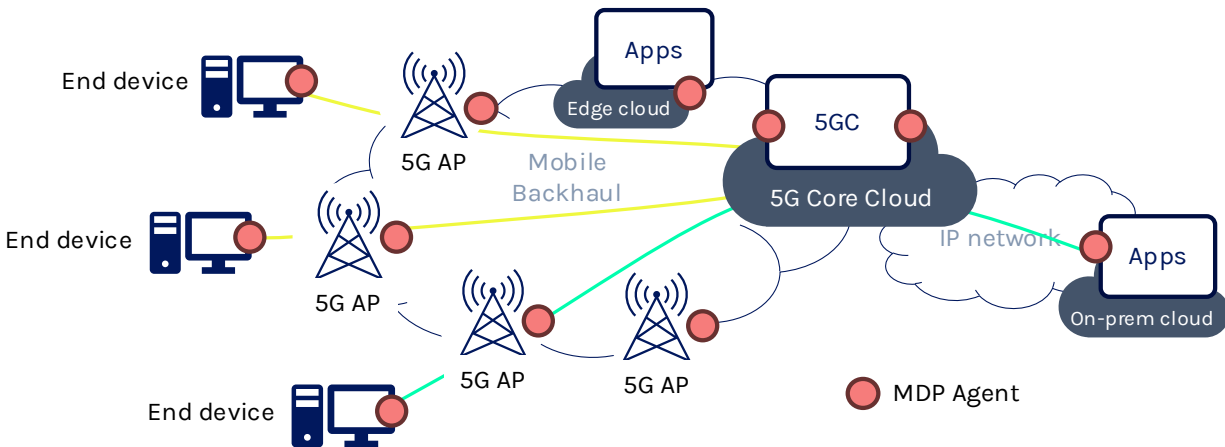 Apps
End device
Edge cloud
5GC
5G AP
Mobile
Backhaul
5G Core Cloud
End device
IP network
Apps
5G AP
On-prem cloud
5G AP
5G AP
MDP Agent
End device